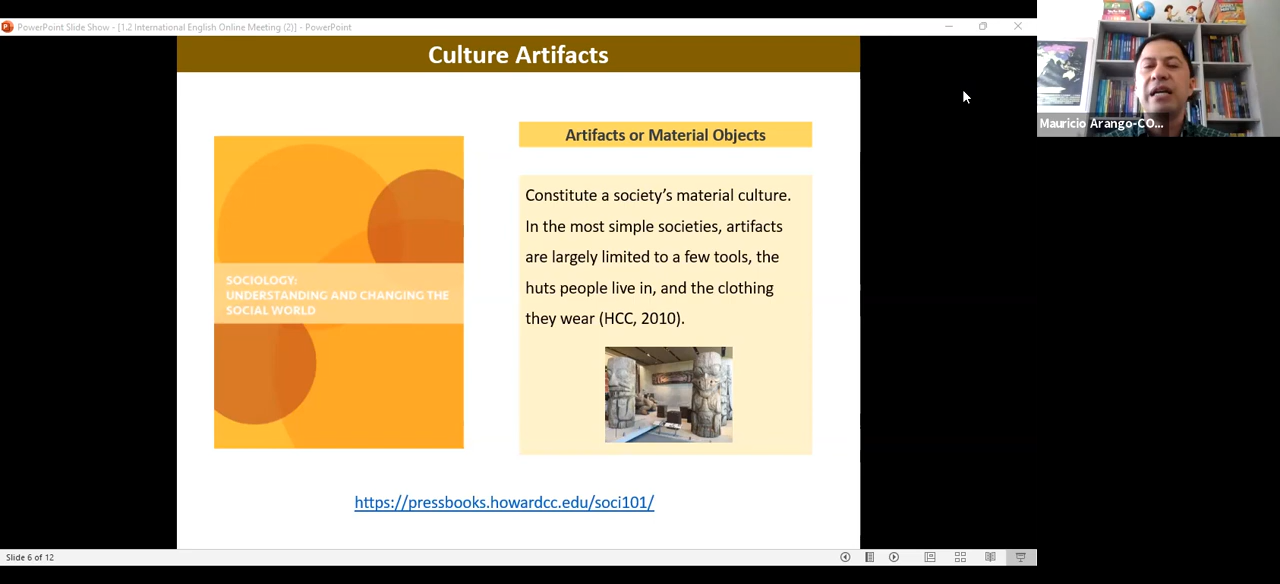 PowerPoint Slide Show - [1.2 International English Online Meeting (2)] - PowerPoint
Culture Artifacts
SOCIOLOGY:
UNDERSTANDING AND CHANGING THE
SOCIAL WORLD
Artifacts or Material Objects
Constitute a society’s material culture.
In the most simple societies, artifacts
are largely limited to a few tools, the
huts people live in, and the clothing
they wear (HCC, 2010).
https://pressbooks.howardcc.edu/soci101/
Slide 6 of 12
Mauricio Arango-CO...